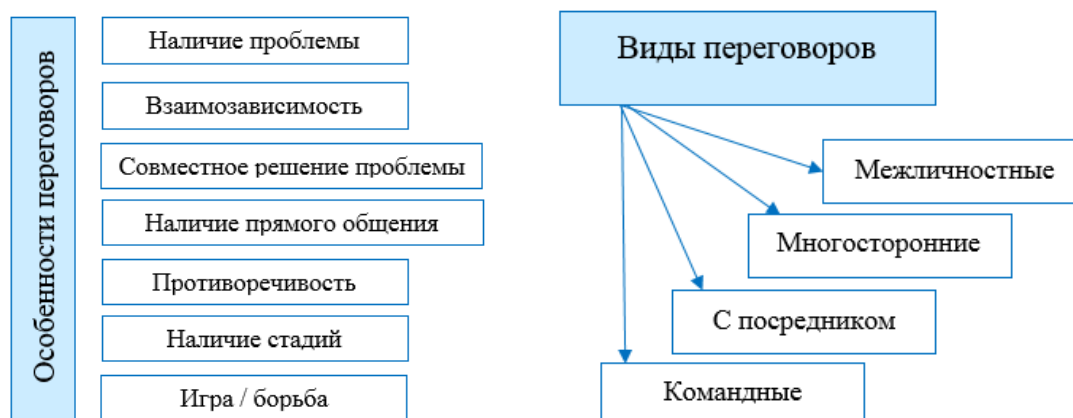 Особенности переговоров
Наличие проблемы
Взаимозависимость
Совместное решение проблемы
Наличие прямого общения
Противоречивость
Наличие стадий
Игра / борьба
Виды переговоров
Межличностные
Многосторонние
С посредником
Командные